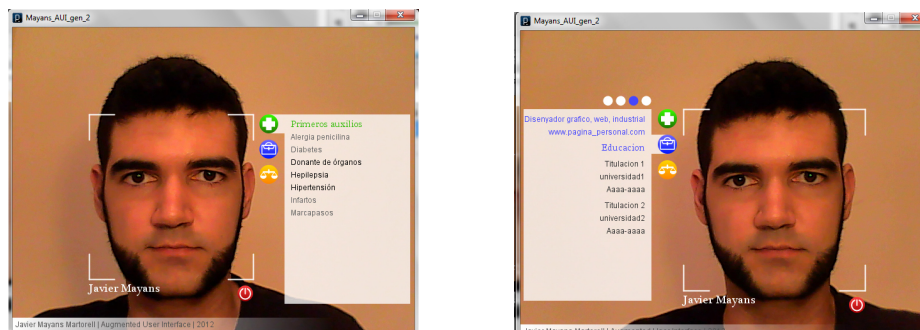 Mayans_AUI_gen_2
Primeros auxilios
Alergia penicilina
Diabetes
Donante de órganos
Hepilepsia
Hipertensión
Infartos
Marcapasos
Javier Mayans
Javier Mayans Martorell | Augmented User Interface | 2012
Mayans_AUI_gen_2
Disenyador grafico, web, industrial
www.pagina_personal.com
Educacion
Titulacion 1
universidad1
Aaaa-aaaa
Titulacion 2
universidad2
Aaaa-aaaa
Javier Mayans